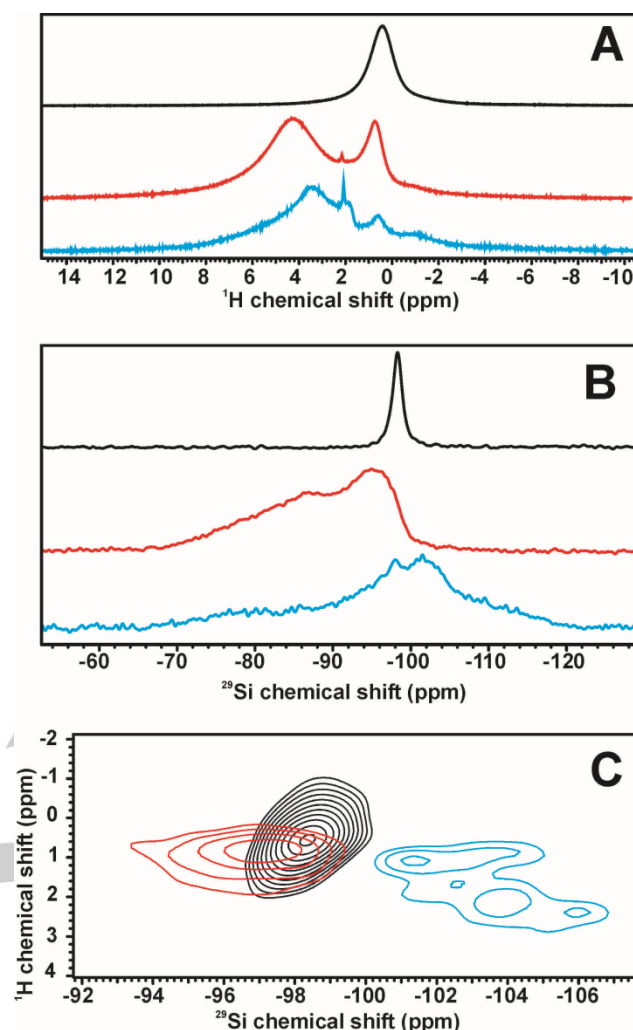 A
14 12 10 8 6 4 2 0 -2 -4 -6 -8 -10
¹H chemical shift (ppm)
B
-60 -70 -80 -90 -100 -110 -120
²⁹Si chemical shift (ppm)
C
-2
-1
0
1
2
3
4
¹H chemical shift (ppm)
-92 -94 -96 -98 -100 -102 -104 -106
²⁹Si chemical shift (ppm)